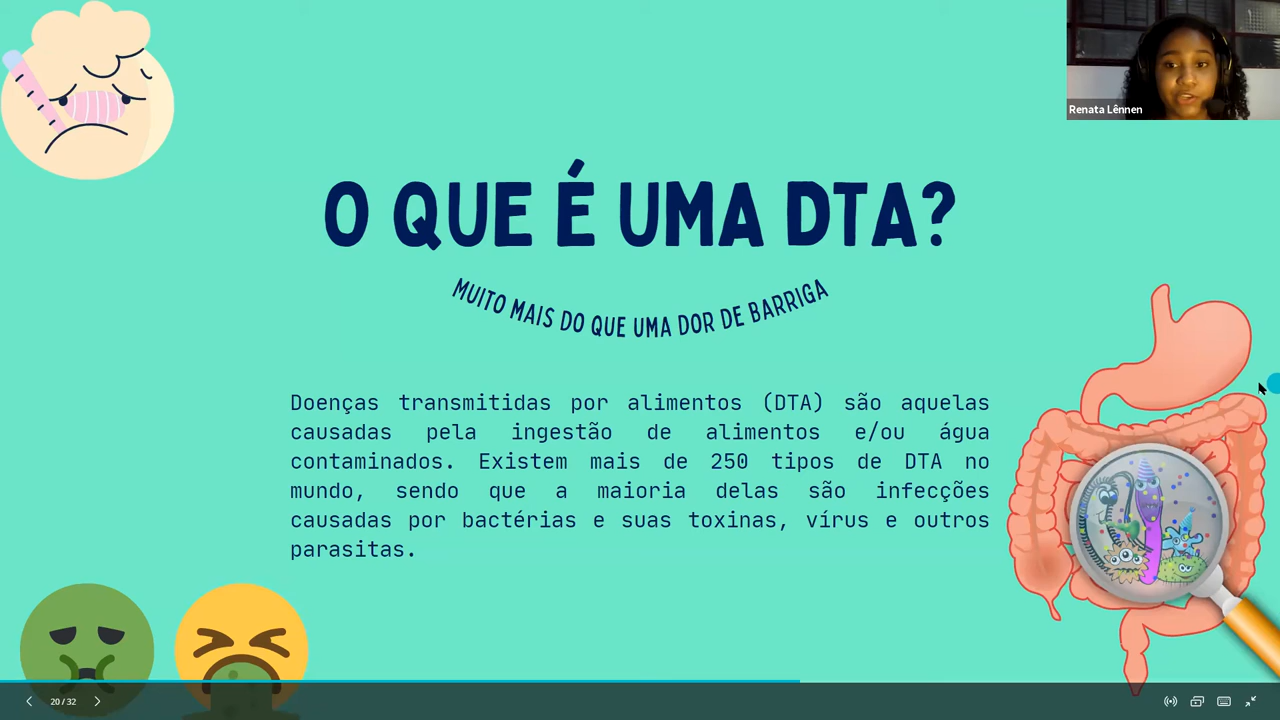 Renata Lênnen
O QUE É UMA DTA?
MUITO MAIS DO QUE UMA DOR DE BARRIGA
Doenças transmitidas por alimentos (DTA) são aquelas
causadas pela ingestão de alimentos e/ou água
contaminados. Existem mais de 250 tipos de DTA no
mundo, sendo que a maioria delas são infecções
causadas por bactérias e suas toxinas, vírus e outros
parasitas.
20 / 32